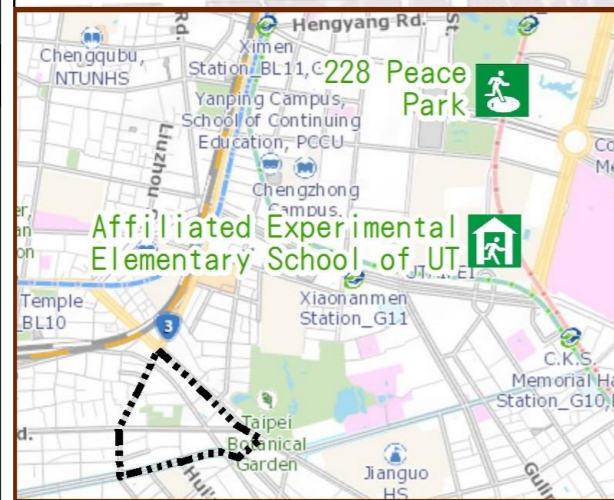 Rd.
Hengyang Rd.
St.
Chengqubu,
NTUNHS
Ximen
Station_BL11,G
228 Peace
Park
Yanping Campus,
School of Continuing
Education, PCCU
Liuzhou
Chengzhong
Campus,
Affiliated Experimental
Elementary School of UT
Temple
_BL10
3
Xiaonanmen
Station_G11
C.K.S.
Memorial Ha
Station_G10,
Taipei
Botanical
Garden
d.
Jianguo
HS